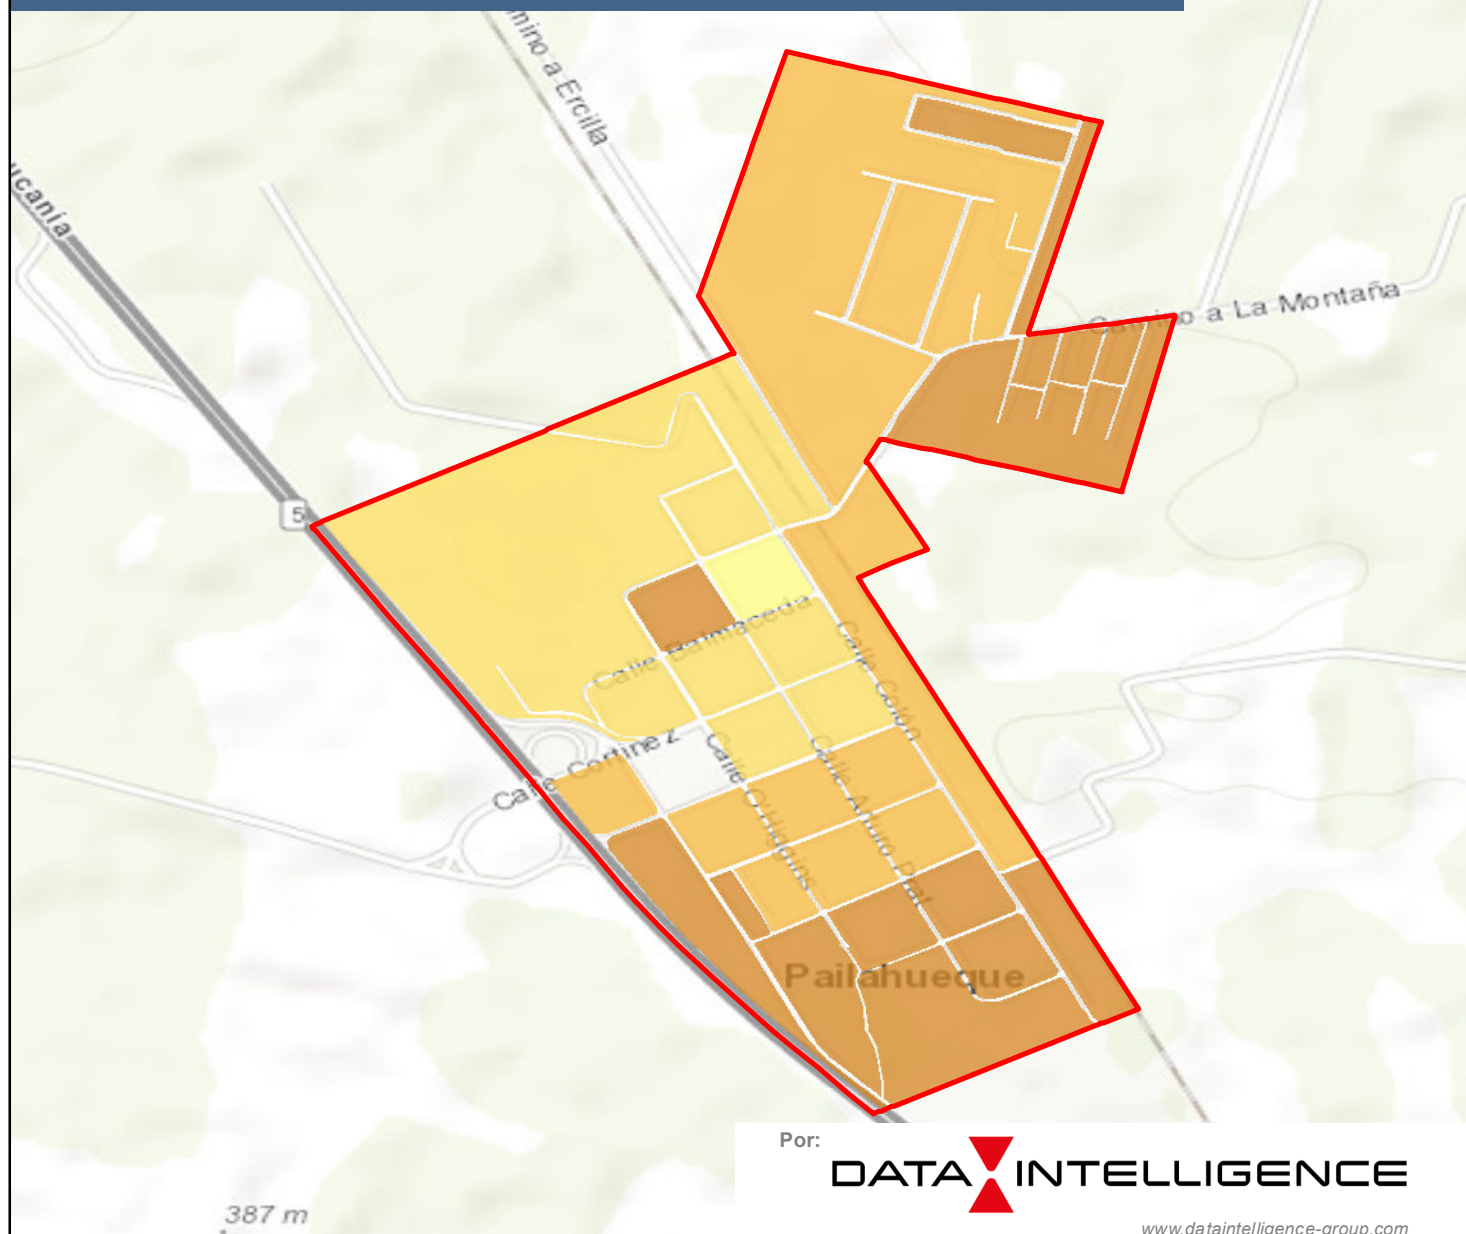 mino a Ercilla
ucanía
Camino a La Montaña
5
Calle Balmaceda
Calle Colón
Calle Cortinez
Calle O'Higgins
Calle Arturo Prat
Pailahueque
Por:
DATA INTELLIGENCE
387 m
www.dataintelligence-group.com